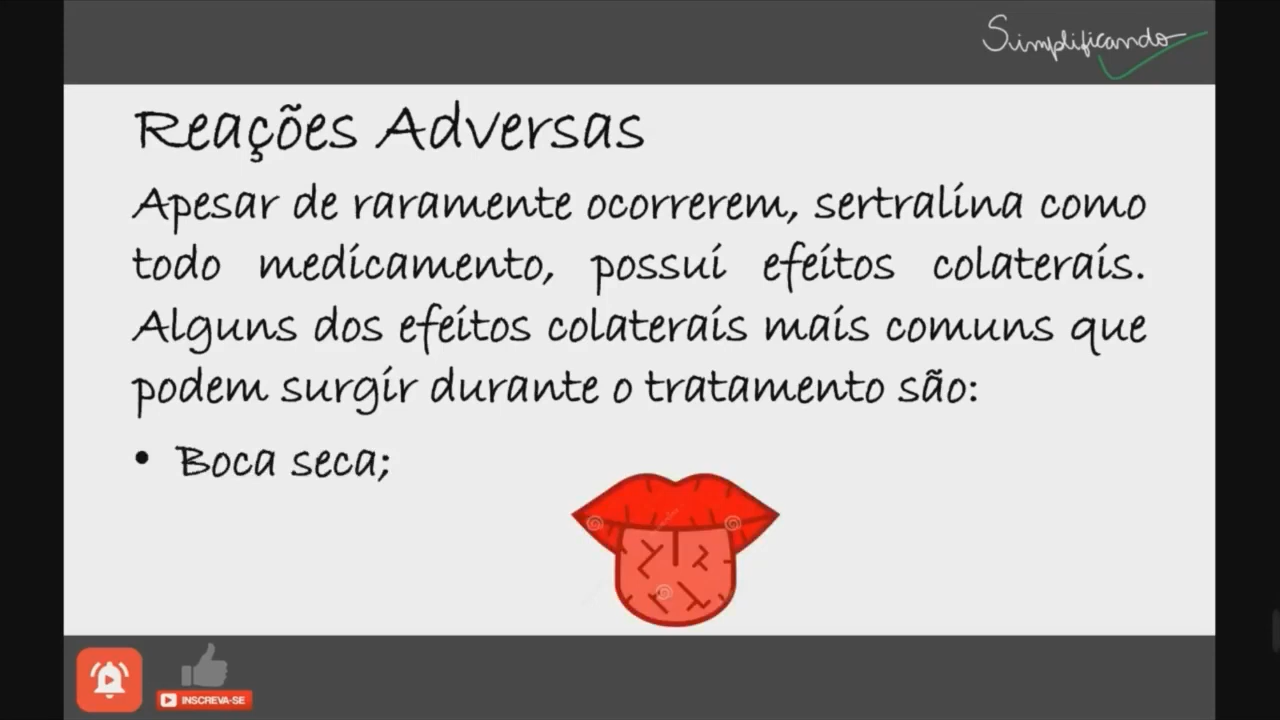 Simplificando
Reações Adversas
Apesar de raramente ocorrerem, sertralina como
todo medicamento, possui efeitos colaterais.
Alguns dos efeitos colaterais mais comuns que
podem surgir durante o tratamento são:
• Boca seca;
INSCREVA-SE